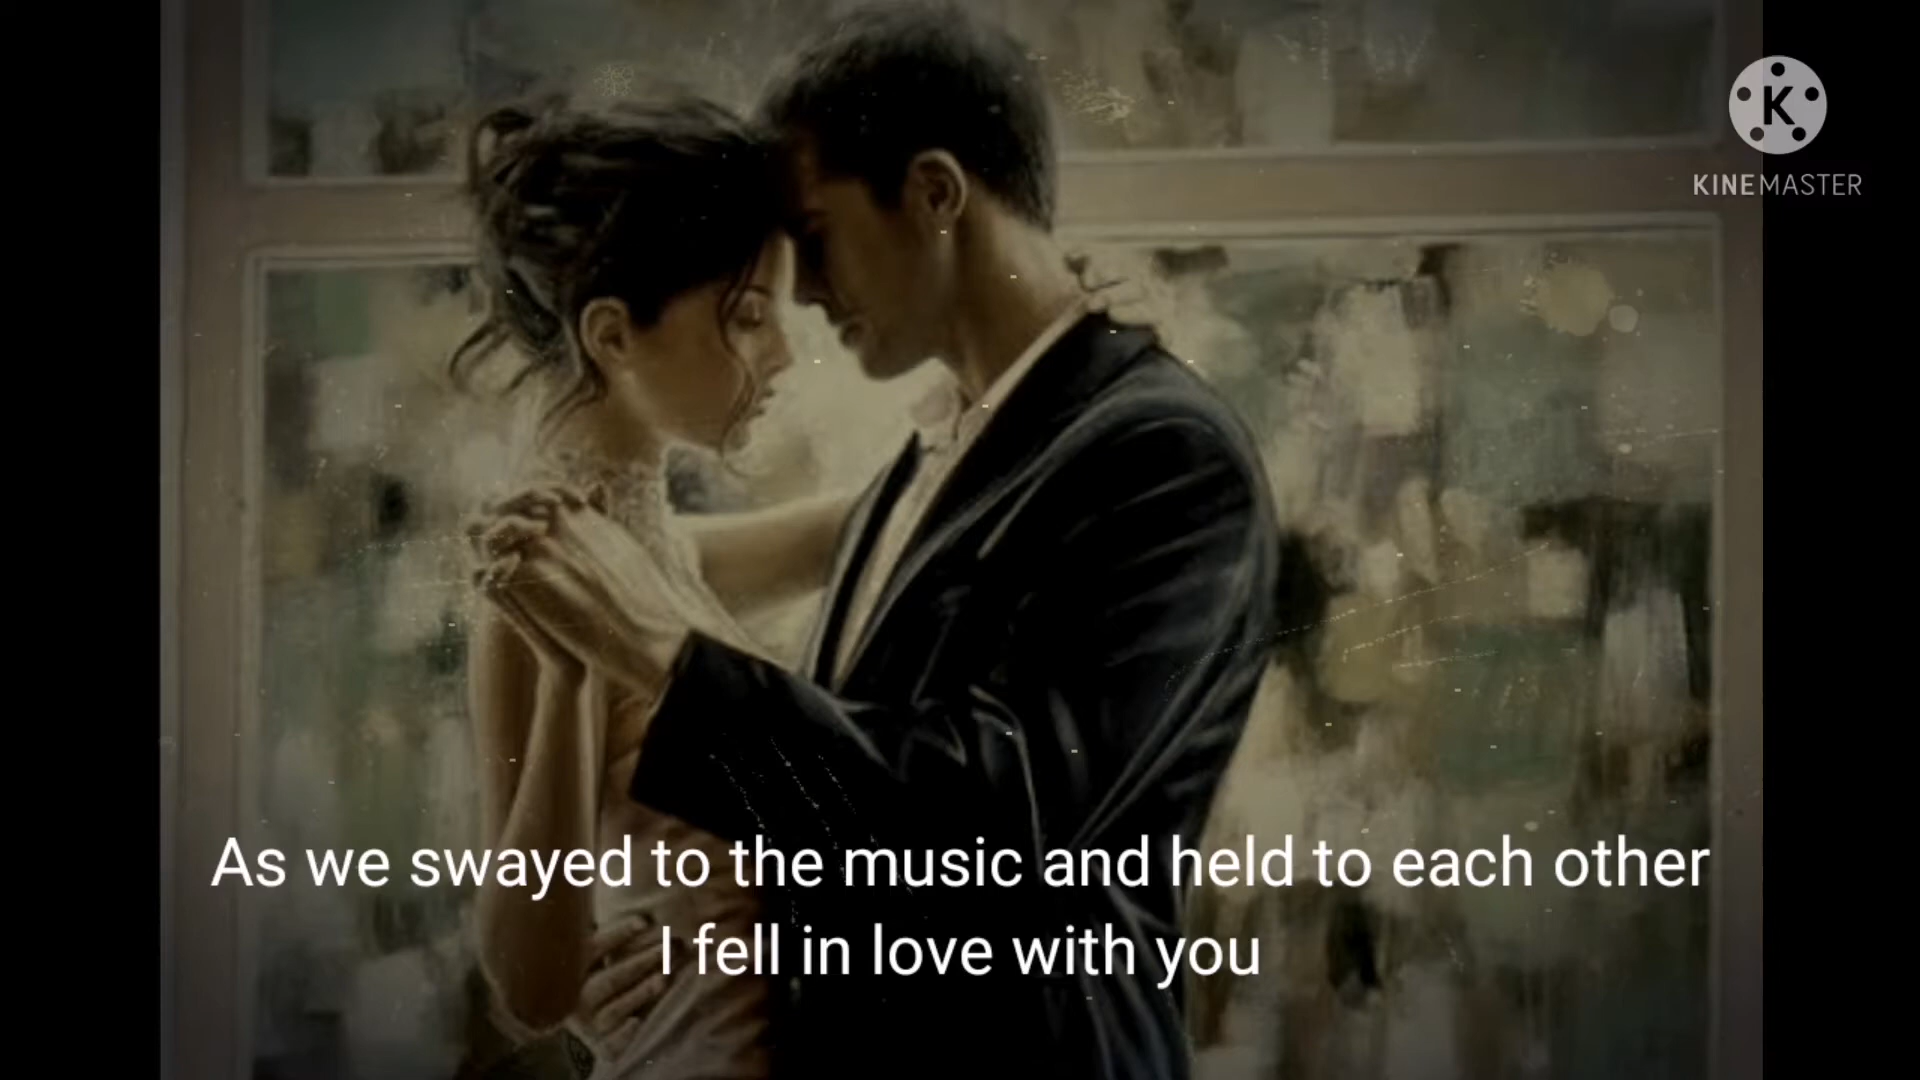 K
KINEMASTER
As we swayed to the music and held to each other
I fell in love with you